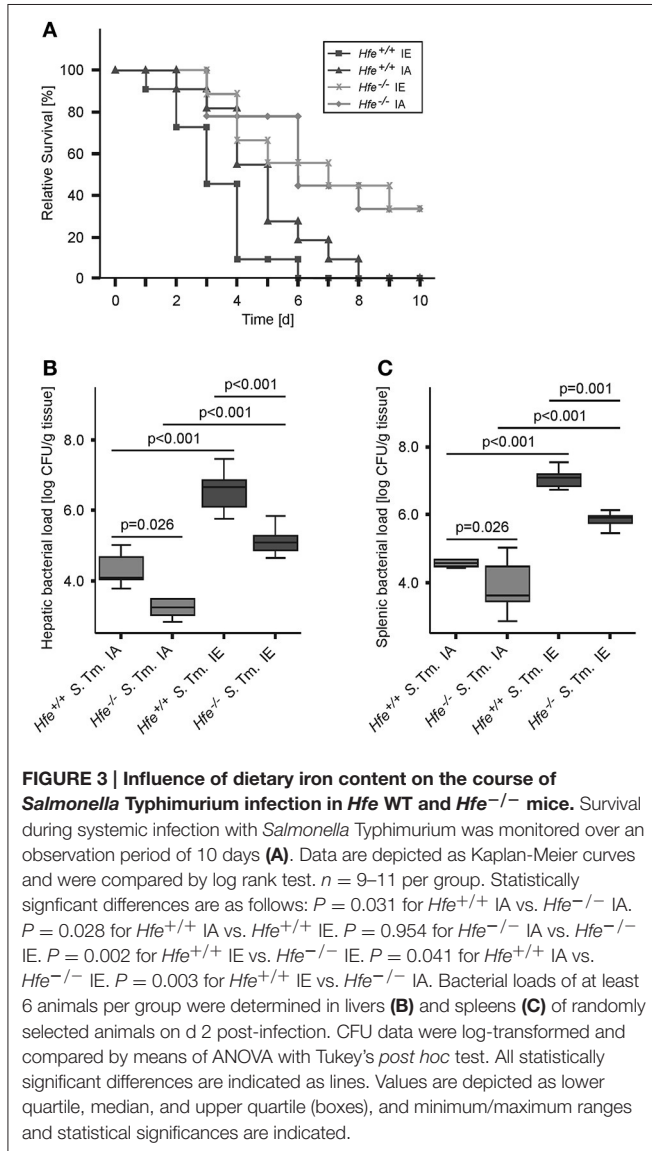 A
Hfe+/+ IE
Hfe+/+ IA
Hfe-/- IE
Hfe-/- IA
Relative Survival [%]
100
80
60
40
20
0
0 2 4 6 8 10
Time [d]
B
Hepatic bacterial load [log CFU/g tissue]
8.0
6.0
4.0
p<0.001
p<0.001
p<0.001
p=0.026
Hfe+/+ S. Tm. IA
Hfe-/- S. Tm. IA
Hfe+/+ S. Tm. IE
Hfe-/- S. Tm. IE
C
Splenic bacterial load [log CFU/g tissue]
8.0
6.0
4.0
p=0.001
p<0.001
p<0.001
p=0.026
Hfe+/+ S. Tm. IA
Hfe-/- S. Tm. IA
Hfe+/+ S. Tm. IE
Hfe-/- S. Tm. IE
FIGURE 3 | Influence of dietary iron content on the course of
Salmonella Typhimurium infection in Hfe WT and Hfe−/− mice. Survival
during systemic infection with Salmonella Typhimurium was monitored over an
observation period of 10 days (A). Data are depicted as Kaplan-Meier curves
and were compared by log rank test. n = 9–11 per group. Statistically
signficant differences are as follows: P = 0.031 for Hfe+/+ IA vs. Hfe−/− IA.
P = 0.028 for Hfe+/+ IA vs. Hfe+/+ IE. P = 0.954 for Hfe−/− IA vs. Hfe−/−
IE. P = 0.002 for Hfe+/+ IE vs. Hfe−/− IE. P = 0.041 for Hfe+/+ IA vs.
Hfe−/− IE. P = 0.003 for Hfe+/+ IE vs. Hfe−/− IA. Bacterial loads of at least
6 animals per group were determined in livers (B) and spleens (C) of randomly
selected animals on d 2 post-infection. CFU data were log-transformed and
compared by means of ANOVA with Tukey's post hoc test. All statistically
significant differences are indicated as lines. Values are depicted as lower
quartile, median, and upper quartile (boxes), and minimum/maximum ranges
and statistical significances are indicated.